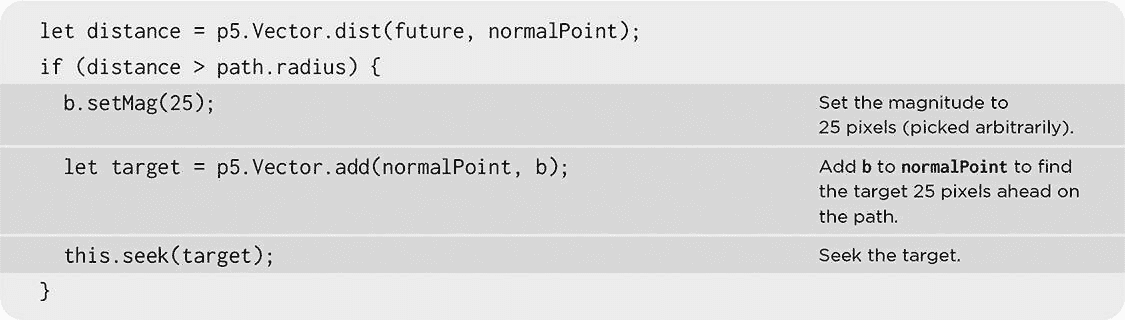 let distance = p5.Vector.dist(future, normalPoint);
if (distance > path.radius) {
b.setMag(25);
Set the magnitude to
25 pixels (picked arbitrarily).
let target = p5.Vector.add(normalPoint, b);
Add b to normalPoint to find
the target 25 pixels ahead on
the path.
this.seek(target);
Seek the target.
}